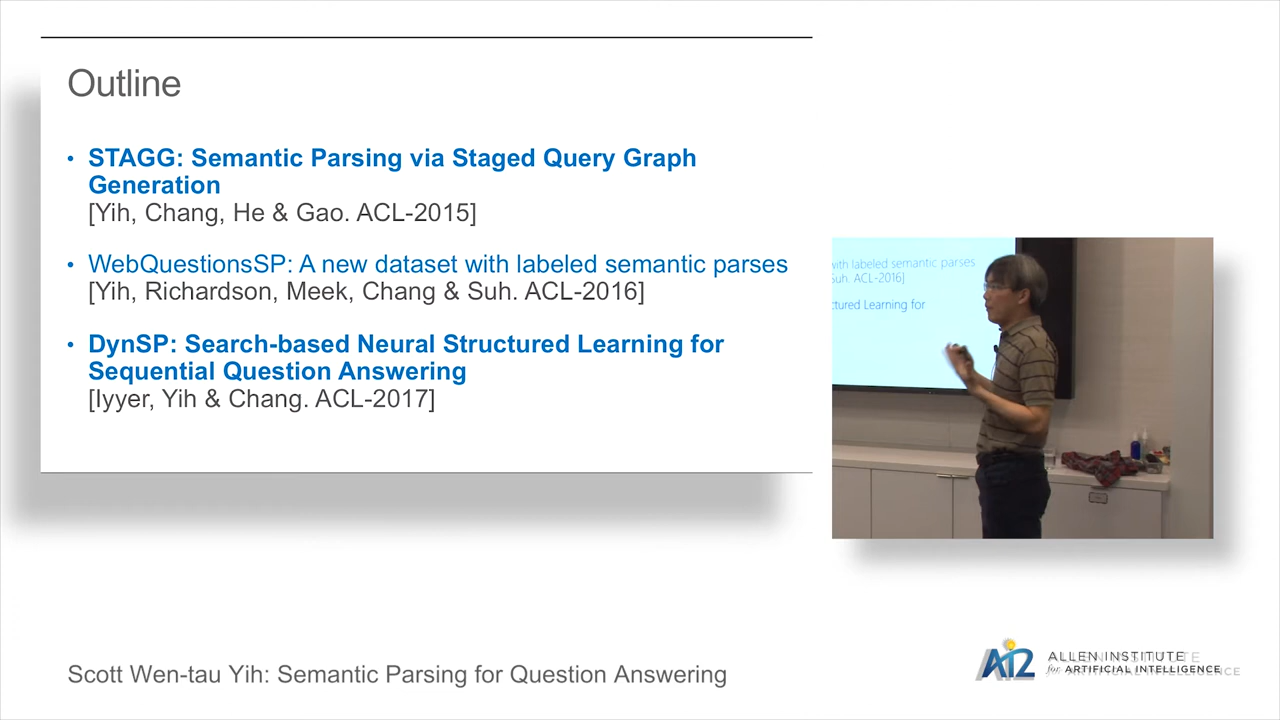 Outline
• STAGG: Semantic Parsing via Staged Query Graph
Generation
[Yih, Chang, He & Gao. ACL-2015]
• WebQuestionsSP: A new dataset with labeled semantic parses
[Yih, Richardson, Meek, Chang & Suh. ACL-2016]
• DynSP: Search-based Neural Structured Learning for
Sequential Question Answering
[Iyyer, Yih & Chang. ACL-2017]
with labeled semantic parses
Suh. ACL-2016]
ctured Learning for
Scott Wen-tau Yih: Semantic Parsing for Question Answering
AI2
ALLEN INSTITUTE
for ARTIFICIAL INTELLIGENCE